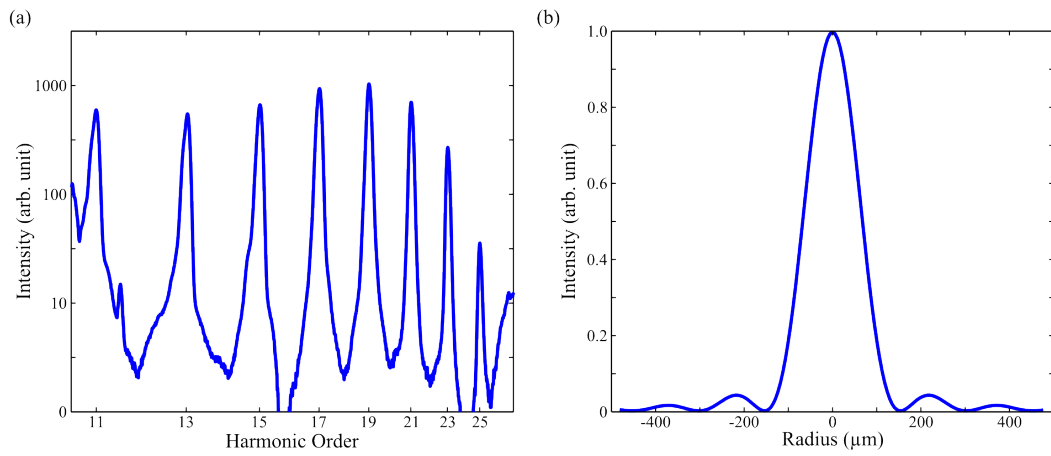 (a)
(b)
1000
100
10
0
Intensity (arb. unit)
11 13 15 17 19 21 23 25
Harmonic Order
1.0
0.8
0.6
0.4
0.2
0
Intensity (arb. unit)
-400 -200 0 200 400
Radius (µm)